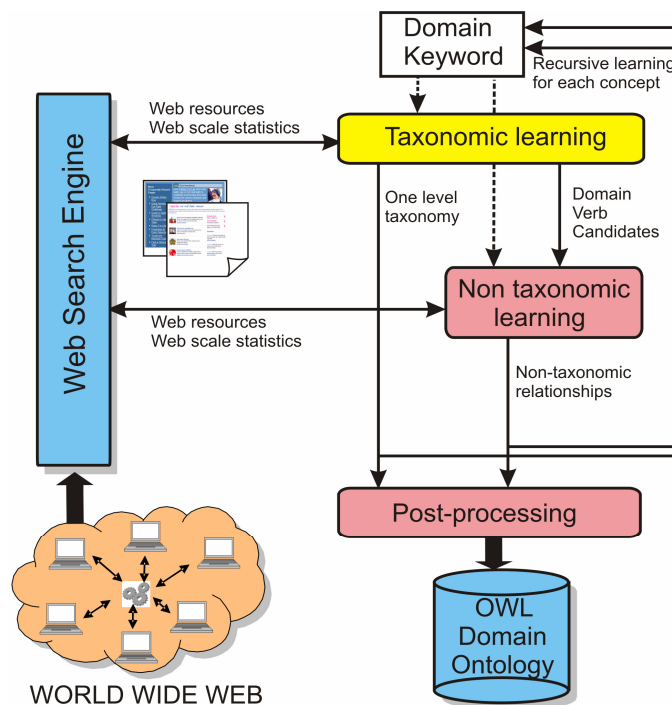 Domain
Keyword
Recursive learning
for each concept
Web resources
Web scale statistics
Taxonomic learning
One level
taxonomy
Domain
Verb
Candidates
Web Search Engine
Non taxonomic
learning
Web resources
Web scale statistics
Non-taxonomic
relationships
Post-processing
OWL
Domain
Ontology
WORLD WIDE WEB